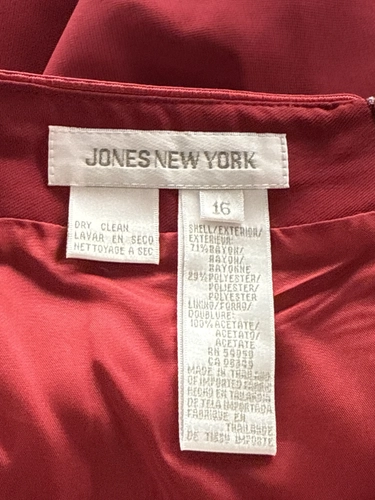 JONES NEW YORK
16
DRY CLEAN
LAVAR EN SECO
NETTOYAGE A SEC
SHELL/EXTERIOR/
EXTERIEUR:
71% RAYON/
RAYON/
RAYONNE
29% POLYESTER/
POLIESTER/
POLYESTER
LINING/FORRO/
DOUBLURE:
100% ACETATE/
ACETATO/
ACETATE
RN 54050
CA 08349
MADE IN THAILAND
OF IMPORTED FABRIC
HECHO EN TAILANDIA
DE TELA IMPORTADA
FABRIQUE EN
THAILANDE
DE TISSU IMPORTE